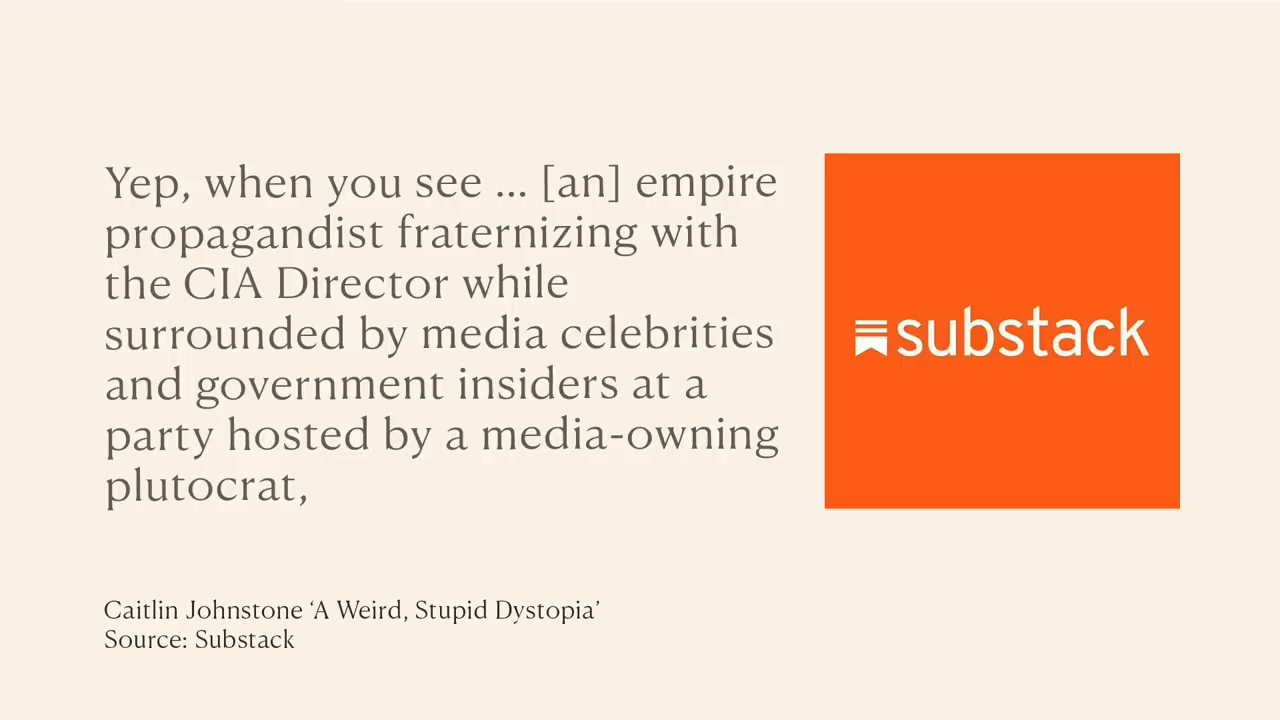 Yep, when you see ... [an] empire
propagandist fraternizing with
the CIA Director while
surrounded by media celebrities
and government insiders at a
party hosted by a media-owning
plutocrat,
substack
Caitlin Johnstone ‘A Weird, Stupid Dystopia’
Source: Substack